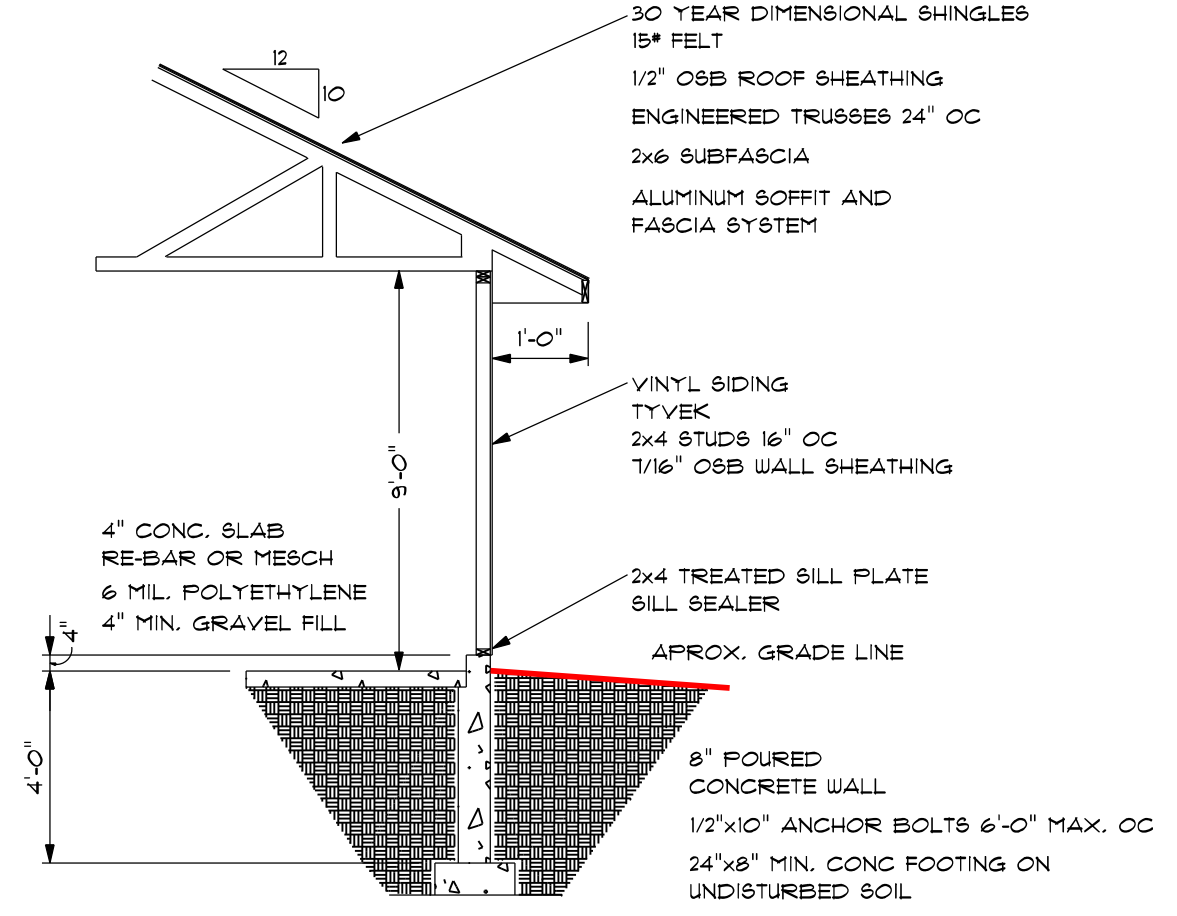 30 YEAR DIMENSIONAL SHINGLES
15# FELT
1/2" OSB ROOF SHEATHING
ENGINEERED TRUSSES 24" OC
2x6 SUBFASCIA
ALUMINUM SOFFIT AND
FASCIA SYSTEM
12
10
1'-0"
VINYL SIDING
TYVEK
2x4 STUDS 16" OC
7/16" OSB WALL SHEATHING
9'-0"
4" CONC. SLAB
RE-BAR OR MESCH
6 MIL. POLYETHYLENE
4" MIN. GRAVEL FILL
4"
2x4 TREATED SILL PLATE
SILL SEALER
APROX. GRADE LINE
4'-0"
8" POURED
CONCRETE WALL
1/2"x10" ANCHOR BOLTS 6'-0" MAX. OC
24"x8" MIN. CONC FOOTING ON
UNDISTURBED SOIL